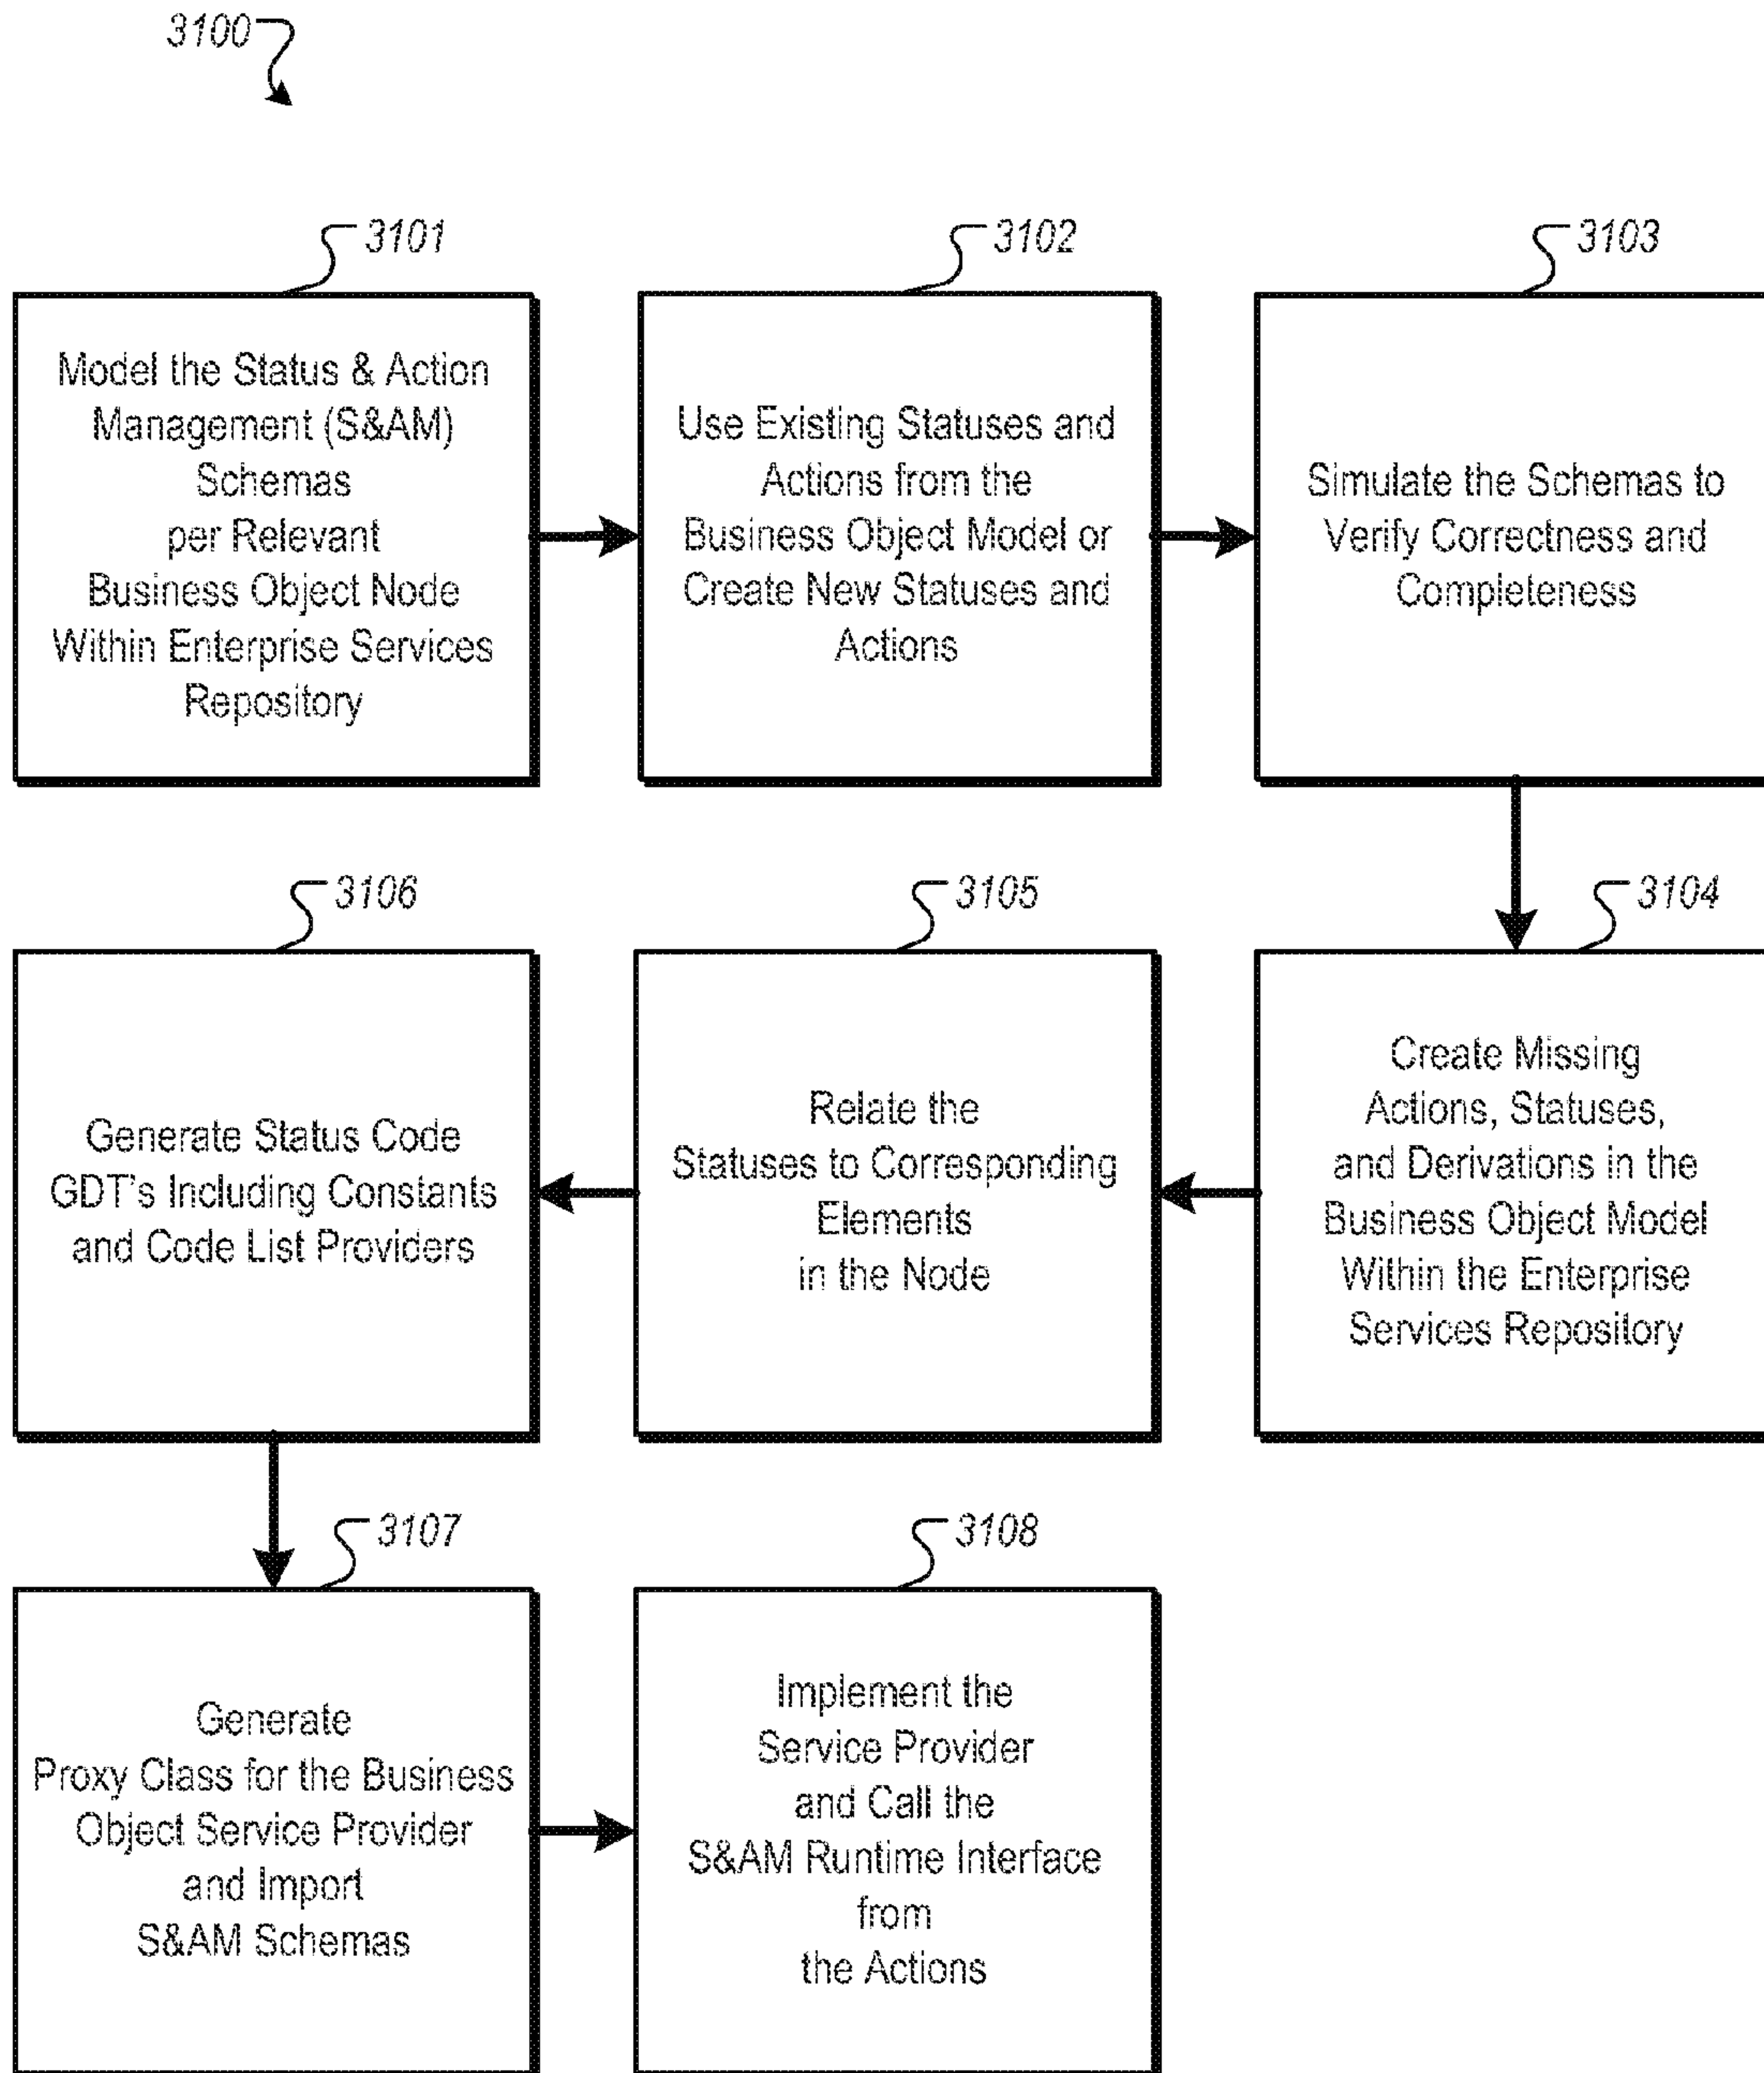 3100
3101
Model the Status & Action
Management (S&AM)
Schemas
per Relevant
Business Object Node
Within Enterprise Services
Repository
3102
Use Existing Statuses and
Actions from the
Business Object Model or
Create New Statuses and
Actions
3103
Simulate the Schemas to
Verify Correctness and
Completeness
3104
Create Missing
Actions, Statuses,
and Derivations in the
Business Object Model
Within the Enterprise
Services Repository
3105
Relate the
Statuses to Corresponding
Elements
in the Node
3106
Generate Status Code
GDT's Including Constants
and Code List Providers
3107
Generate
Proxy Class for the Business
Object Service Provider
and Import
S&AM Schemas
3108
Implement the
Service Provider
and Call the
S&AM Runtime Interface
from
the Actions